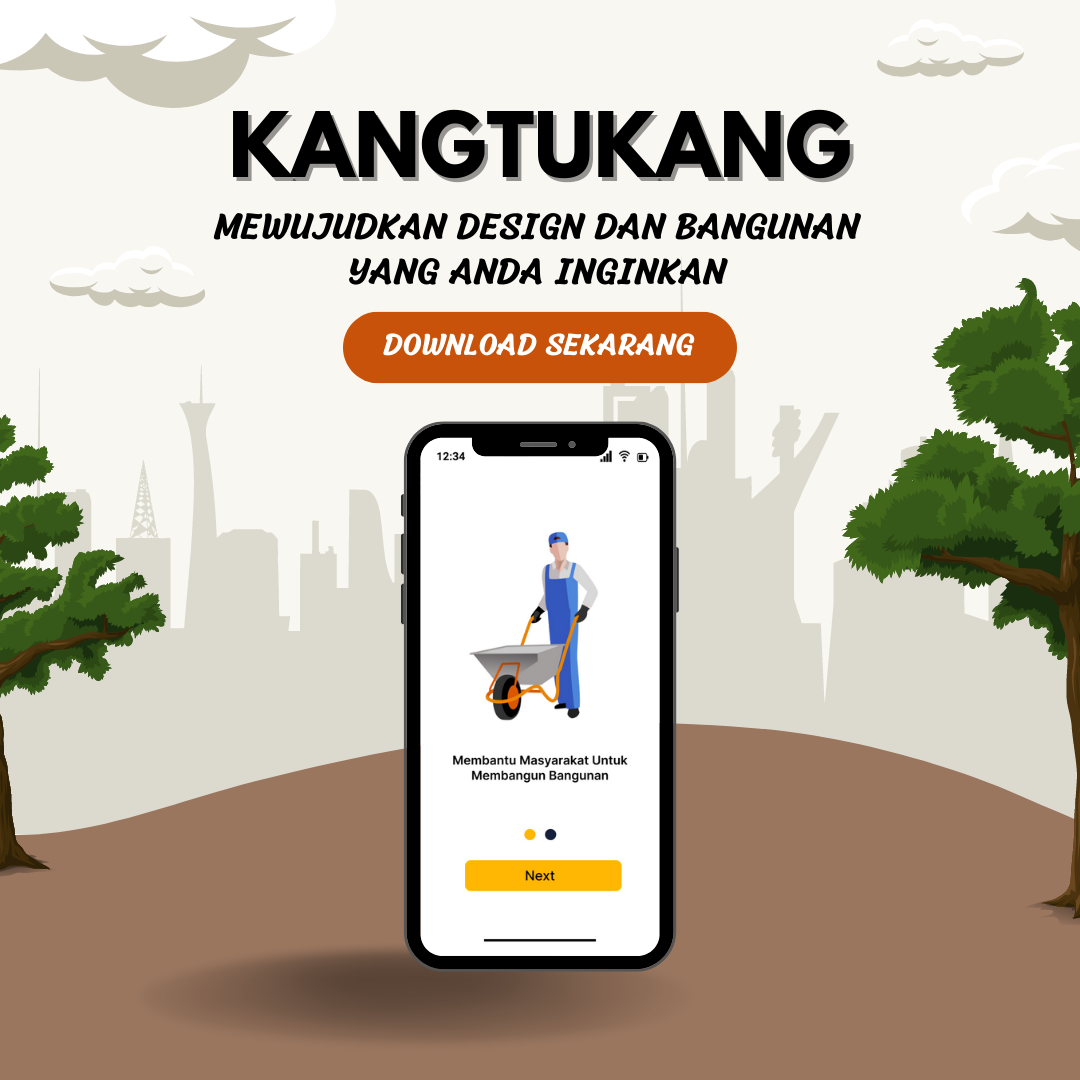 KANGTUKANG
MEWUJUDKAN DESIGN DAN BANGUNAN
YANG ANDA INGINKAN
DOWNLOAD SEKARANG
12:34
Membantu Masyarakat Untuk
Membangun Bangunan
Next